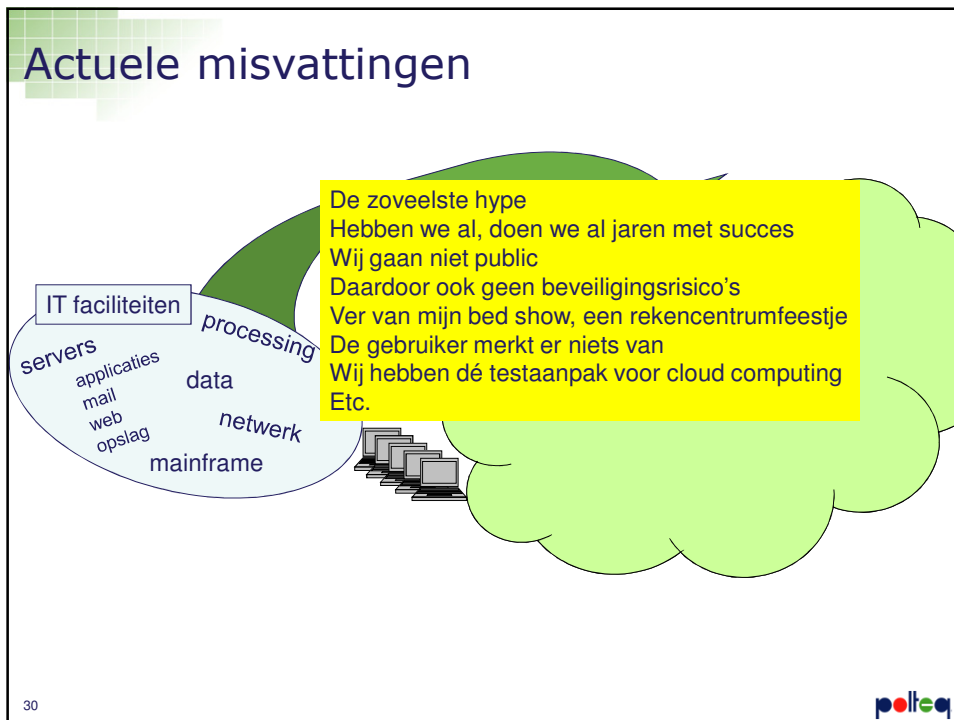 Actuele misvattingen
De zoveelste hype
Hebben we al, doen we al jaren met succes
Wij gaan niet public
Daardoor ook geen beveiligingsrisico’s
Ver van mijn bed show, een rekencentrumfeestje
De gebruiker merkt er niets van
Wij hebben dé testaanpak voor cloud computing
Etc.
IT faciliteiten
processing
servers
applicaties
mail
web
opslag
data
netwerk
mainframe
30
polteq